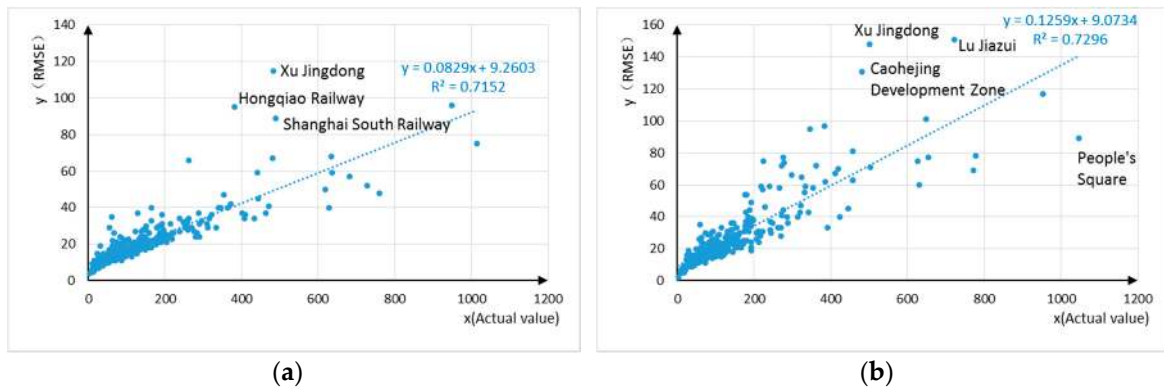 140
120
100
80
60
40
20
0
y（RMSE）
Xu Jingdong
Hongqiao Railway
Shanghai South Railway
y = 0.0829x + 9.2603
R² = 0.7152
0 200 400 600 800 1000 1200
x(Actual value)
(a)
160
140
120
100
80
60
40
20
0
y（RMSE）
Xu Jingdong
Lu Jiazui
Caohejing
Development Zone
y = 0.1259x + 9.0734
R² = 0.7296
People's
Square
0 200 400 600 800 1000 1200
x(Actual value)
(b)